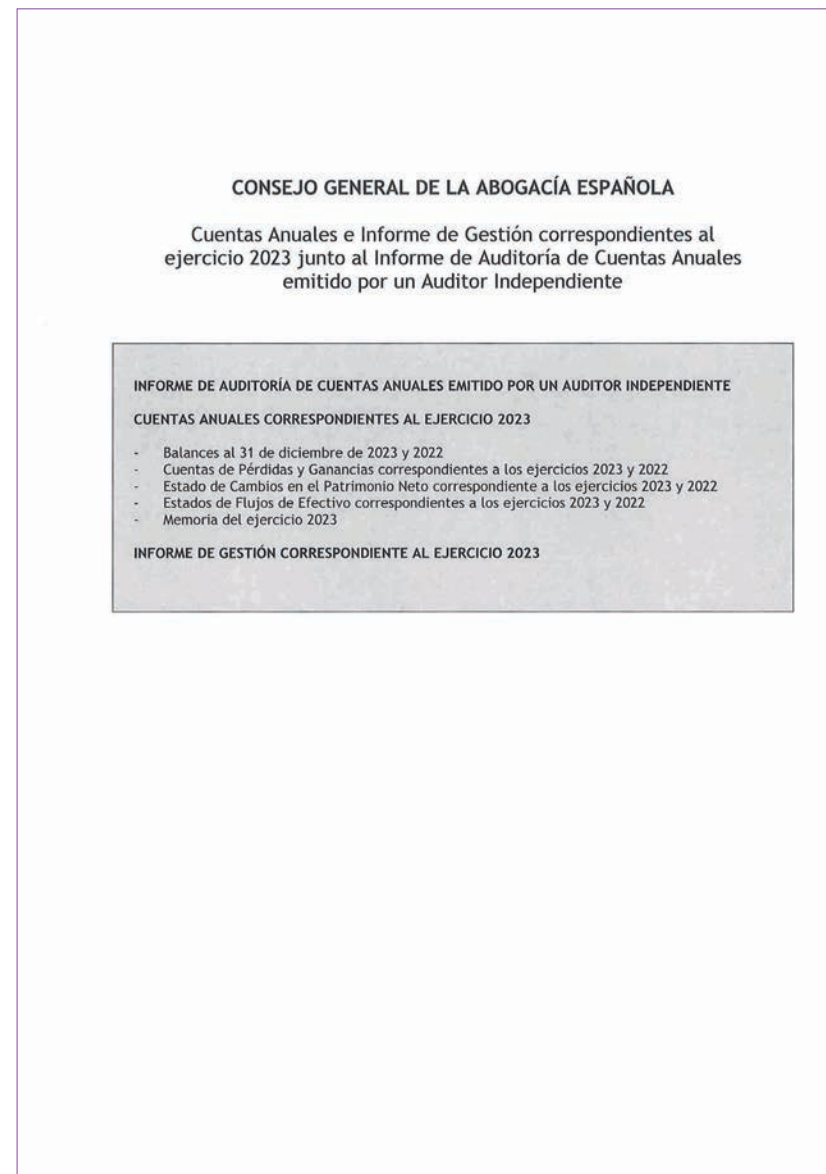 CONSEJO GENERAL DE LA ABOGACÍA ESPAÑOLA
Cuentas Anuales e Informe de Gestión correspondientes al
ejercicio 2023 junto al Informe de Auditoría de Cuentas Anuales
emitido por un Auditor Independiente
INFORME DE AUDITORÍA DE CUENTAS ANUALES EMITIDO POR UN AUDITOR INDEPENDIENTE
CUENTAS ANUALES CORRESPONDIENTES AL EJERCICIO 2023
- Balances al 31 de diciembre de 2023 y 2022
- Cuentas de Pérdidas y Ganancias correspondientes a los ejercicios 2023 y 2022
- Estado de Cambios en el Patrimonio Neto correspondiente a los ejercicios 2023 y 2022
- Estados de Flujos de Efectivo correspondientes a los ejercicios 2023 y 2022
- Memoria del ejercicio 2023
INFORME DE GESTIÓN CORRESPONDIENTE AL EJERCICIO 2023